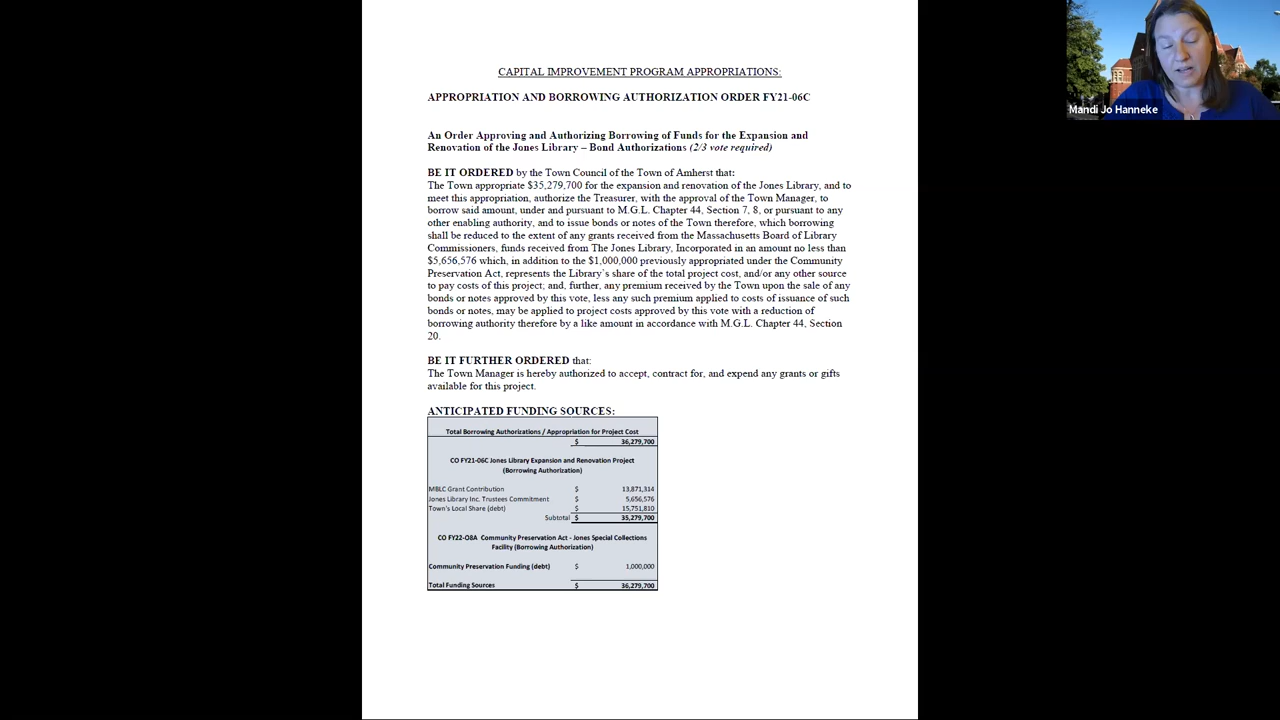 CAPITAL IMPROVEMENT PROGRAM APPROPRIATIONS:
APPROPRIATION AND BORROWING AUTHORIZATION ORDER FY21-06C
An Order Approving and Authorizing Borrowing of Funds for the Expansion and
Renovation of the Jones Library – Bond Authorizations (2/3 vote required)
BE IT ORDERED by the Town Council of the Town of Amherst that:
The Town appropriate $35,279,700 for the expansion and renovation of the Jones Library, and to
meet this appropriation, authorize the Treasurer, with the approval of the Town Manager, to
borrow said amount, under and pursuant to M.G.L. Chapter 44, Section 7, 8, or pursuant to any
other enabling authority, and to issue bonds or notes of the Town therefore, which borrowing
shall be reduced to the extent of any grants received from the Massachusetts Board of Library
Commissioners, funds received from The Jones Library, Incorporated in an amount no less than
$5,656,576 which, in addition to the $1,000,000 previously appropriated under the Community
Preservation Act, represents the Library's share of the total project cost, and/or any other source
to pay costs of this project; and, further, any premium received by the Town upon the sale of any
bonds or notes approved by this vote, less any such premium applied to costs of issuance of such
bonds or notes, may be applied to project costs approved by this vote with a reduction of
borrowing authority therefore by a like amount in accordance with M.G.L. Chapter 44, Section
20.
BE IT FURTHER ORDERED that:
The Town Manager is hereby authorized to accept, contract for, and expend any grants or gifts
available for this project.
ANTICIPATED FUNDING SOURCES:
Total Borrowing Authorizations / Appropriation for Project Cost
$ 36,279,700
CO FY21-06C Jones Library Expansion and Renovation Project
(Borrowing Authorization)
MBLC Grant Contribution $ 13,871,314
Jones Library Inc. Trustees Commitment $ 5,656,576
Town's Local Share (debt) $ 15,751,810
Subtotal $ 35,279,700
CO FY22-08A Community Preservation Act - Jones Special Collections
Facility (Borrowing Authorization)
Community Preservation Funding (debt) $ 1,000,000
Total Funding Sources $ 36,279,700
Mandi Jo Hanneke